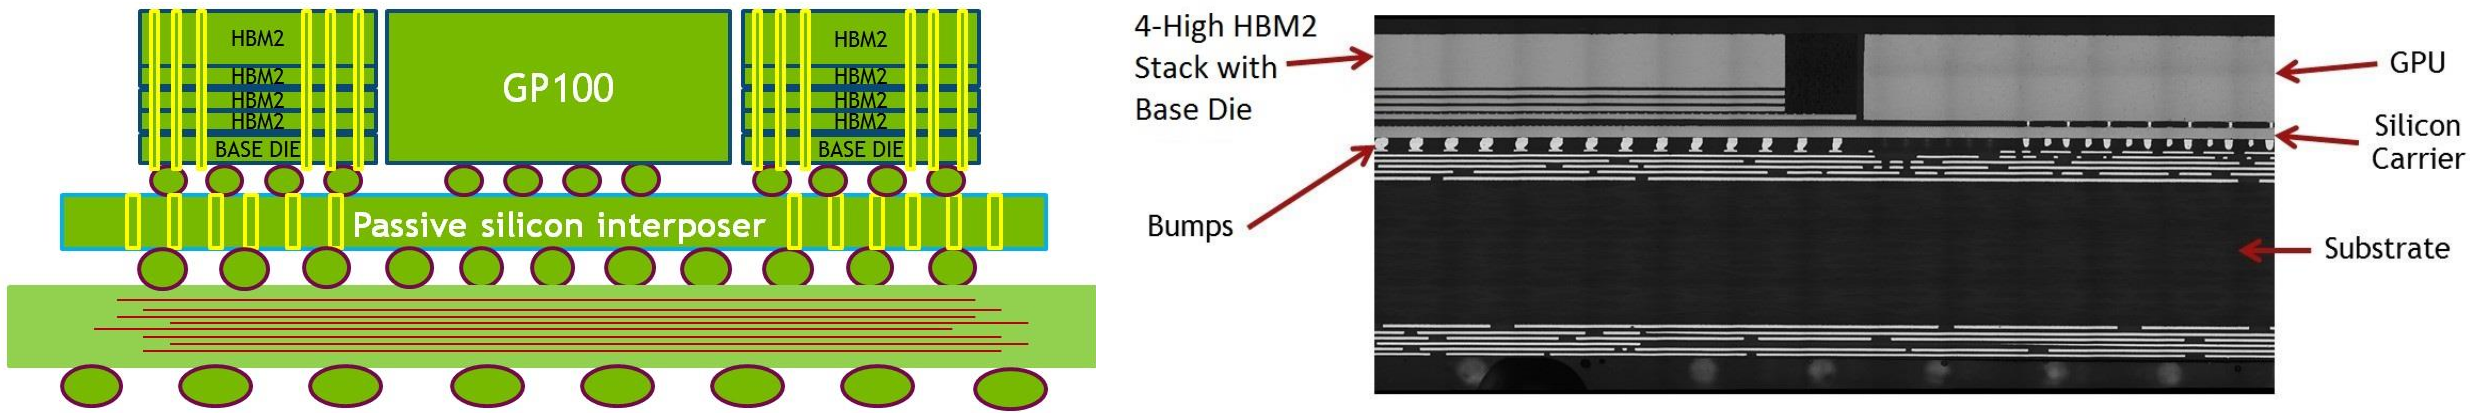 HBM2
HBM2
HBM2
HBM2
BASE DIE
GP100
HBM2
HBM2
HBM2
HBM2
BASE DIE
Passive silicon interposer
4-High HBM2
Stack with
Base Die
Bumps
GPU
Silicon
Carrier
Substrate